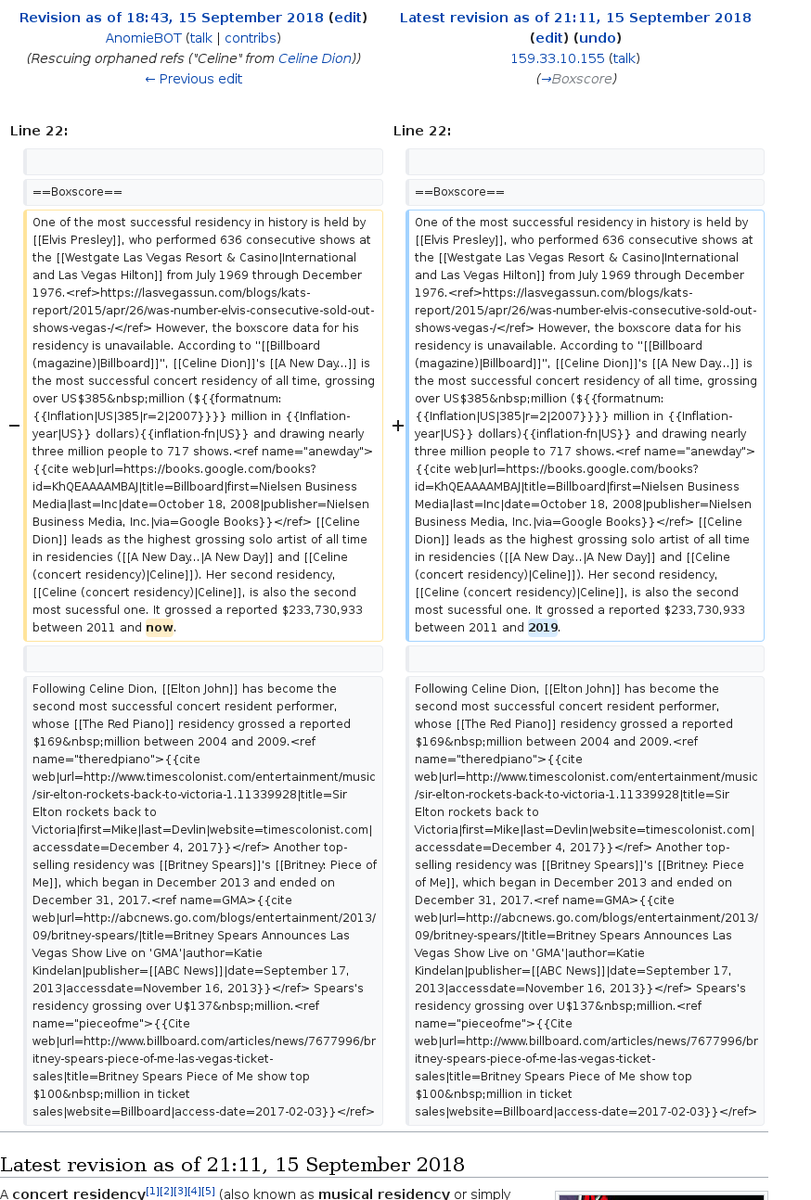 Revision as of 18:43, 15 September 2018 (edit)
AnomieBOT (talk | contribs)
(Rescuing orphaned refs ("Celine" from Celine Dion))
← Previous edit
Latest revision as of 21:11, 15 September 2018
(edit) (undo)
159.33.10.155 (talk)
(→Boxscore)
Line 22:
Line 22:
==Boxscore==
==Boxscore==
−
One of the most successful residency in history is held by
[[Elvis Presley]], who performed 636 consecutive shows at
the [[Westgate Las Vegas Resort & Casino|International
and Las Vegas Hilton]] from July 1969 through December
1976.<ref>https://lasvegassun.com/blogs/kats-
report/2015/apr/26/was-number-elvis-consecutive-sold-out-
shows-vegas-/</ref> However, the boxscore data for his
residency is unavailable. According to ''[[Billboard
(magazine)|Billboard]]'', [[Celine Dion]]'s [[A New Day...]] is
the most successful concert residency of all time, grossing
over US$385&nbsp;million (${{formatnum:
{{Inflation|US|385|r=2|2007}}}} million in {{Inflation-
year|US}} dollars){{inflation-fn|US}} and drawing nearly
three million people to 717 shows.<ref name="anewday">
{{cite web|url=https://books.google.com/books?
id=KhQEAAAAMBAJ|title=Billboard|first=Nielsen Business
Media|last=Inc|date=October 18, 2008|publisher=Nielsen
Business Media, Inc.|via=Google Books}}</ref> [[Celine
Dion]] leads as the highest grossing solo artist of all time
in residencies ([[A New Day...|A New Day]] and [[Celine
(concert residency)|Celine]]). Her second residency,
[[Celine (concert residency)|Celine]], is also the second
most sucessful one. It grossed a reported $233,730,933
between 2011 and now.
+
One of the most successful residency in history is held by
[[Elvis Presley]], who performed 636 consecutive shows at
the [[Westgate Las Vegas Resort & Casino|International
and Las Vegas Hilton]] from July 1969 through December
1976.<ref>https://lasvegassun.com/blogs/kats-
report/2015/apr/26/was-number-elvis-consecutive-sold-out-
shows-vegas-/</ref> However, the boxscore data for his
residency is unavailable. According to ''[[Billboard
(magazine)|Billboard]]'', [[Celine Dion]]'s [[A New Day...]] is
the most successful concert residency of all time, grossing
over US$385&nbsp;million (${{formatnum:
{{Inflation|US|385|r=2|2007}}}} million in {{Inflation-
year|US}} dollars){{inflation-fn|US}} and drawing nearly
three million people to 717 shows.<ref name="anewday">
{{cite web|url=https://books.google.com/books?
id=KhQEAAAAMBAJ|title=Billboard|first=Nielsen Business
Media|last=Inc|date=October 18, 2008|publisher=Nielsen
Business Media, Inc.|via=Google Books}}</ref> [[Celine
Dion]] leads as the highest grossing solo artist of all time
in residencies ([[A New Day...|A New Day]] and [[Celine
(concert residency)|Celine]]). Her second residency,
[[Celine (concert residency)|Celine]], is also the second
most sucessful one. It grossed a reported $233,730,933
between 2011 and 2019.
Following Celine Dion, [[Elton John]] has become the
second most successful concert resident performer,
whose [[The Red Piano]] residency grossed a reported
$169&nbsp;million between 2004 and 2009.<ref
name="theredpiano">{{cite
web|url=http://www.timescolonist.com/entertainment/music
/sir-elton-rockets-back-to-victoria-1.11339928|title=Sir
Elton rockets back to
Victoria|first=Mike|last=Devlin|website=timescolonist.com|
accessdate=December 4, 2017}}</ref> Another top-
selling residency was [[Britney Spears]]'s [[Britney: Piece of
Me]], which began in December 2013 and ended on
December 31, 2017.<ref name=GMA>{{cite
web|url=http://abcnews.go.com/blogs/entertainment/2013/
09/britney-spears/|title=Britney Spears Announces Las
Vegas Show Live on 'GMA'|author=Katie
Kindelan|publisher=[[ABC News]]|date=September 17,
2013|accessdate=November 16, 2013}}</ref> Spears's
residency grossing over U$137&nbsp;million.<ref
name="pieceofme">{{Cite
web|url=http://www.billboard.com/articles/news/7677996/br
itney-spears-piece-of-me-las-vegas-ticket-
sales|title=Britney Spears Piece of Me show top
$100&nbsp;million in ticket
sales|website=Billboard|access-date=2017-02-03}}</ref>
Following Celine Dion, [[Elton John]] has become the
second most successful concert resident performer,
whose [[The Red Piano]] residency grossed a reported
$169&nbsp;million between 2004 and 2009.<ref
name="theredpiano">{{cite
web|url=http://www.timescolonist.com/entertainment/music
/sir-elton-rockets-back-to-victoria-1.11339928|title=Sir
Elton rockets back to
Victoria|first=Mike|last=Devlin|website=timescolonist.com|
accessdate=December 4, 2017}}</ref> Another top-
selling residency was [[Britney Spears]]'s [[Britney: Piece
of Me]], which began in December 2013 and ended on
December 31, 2017.<ref name=GMA>{{cite
web|url=http://abcnews.go.com/blogs/entertainment/2013/
09/britney-spears/|title=Britney Spears Announces Las
Vegas Show Live on 'GMA'|author=Katie
Kindelan|publisher=[[ABC News]]|date=September 17,
2013|accessdate=November 16, 2013}}</ref> Spears's
residency grossing over U$137&nbsp;million.<ref
name="pieceofme">{{Cite
web|url=http://www.billboard.com/articles/news/7677996/br
itney-spears-piece-of-me-las-vegas-ticket-
sales|title=Britney Spears Piece of Me show top
$100&nbsp;million in ticket
sales|website=Billboard|access-date=2017-02-03}}</ref>
Latest revision as of 21:11, 15 September 2018
A concert residency[1][2][3][4][5] (also known as musical residency or simply